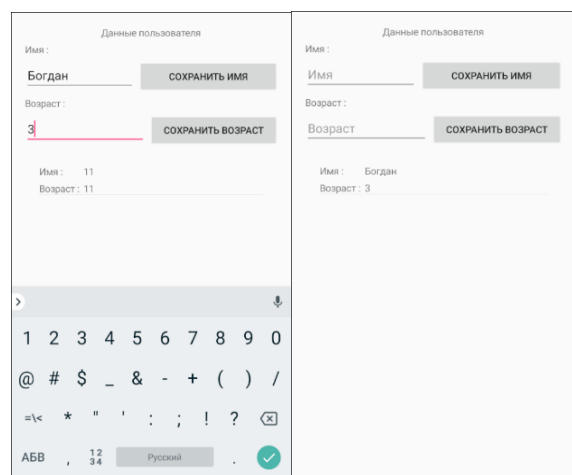 Данные пользователя
Имя :
Богдан СОХРАНИТЬ ИМЯ
Возраст :
3 СОХРАНИТЬ ВОЗРАСТ
Имя : 11
Возраст : 11
1 2 3 4 5 6 7 8 9 0
@ # $ _ & - + ( ) /
=\< * " ' : ; ! ?
АБВ , 1234 Русский .
Данные пользователя
Имя :
Имя СОХРАНИТЬ ИМЯ
Возраст :
Возраст СОХРАНИТЬ ВОЗРАСТ
Имя : Богдан
Возраст : 3